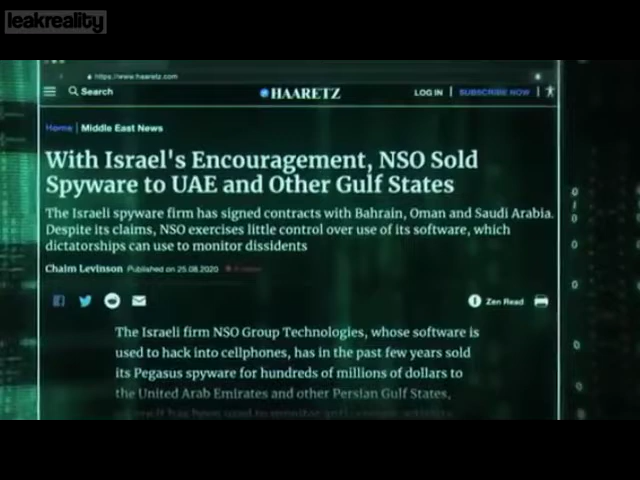 leakreality
https://www.haaretz.com
Search
HAARETZ
LOG IN | SUBSCRIBE NOW |
Home | Middle East News
With Israel's Encouragement, NSO Sold
Spyware to UAE and Other Gulf States
The Israeli spyware firm has signed contracts with Bahrain, Oman and Saudi Arabia.
Despite its claims, NSO exercises little control over use of its software, which
dictatorships can use to monitor dissidents
Chaim Levinson Published on 25.08.2020
Zen Read
The Israeli firm NSO Group Technologies, whose software is
used to hack into cellphones, has in the past few years sold
its Pegasus spyware for hundreds of millions of dollars to
the United Arab Emirates and other Persian Gulf States,